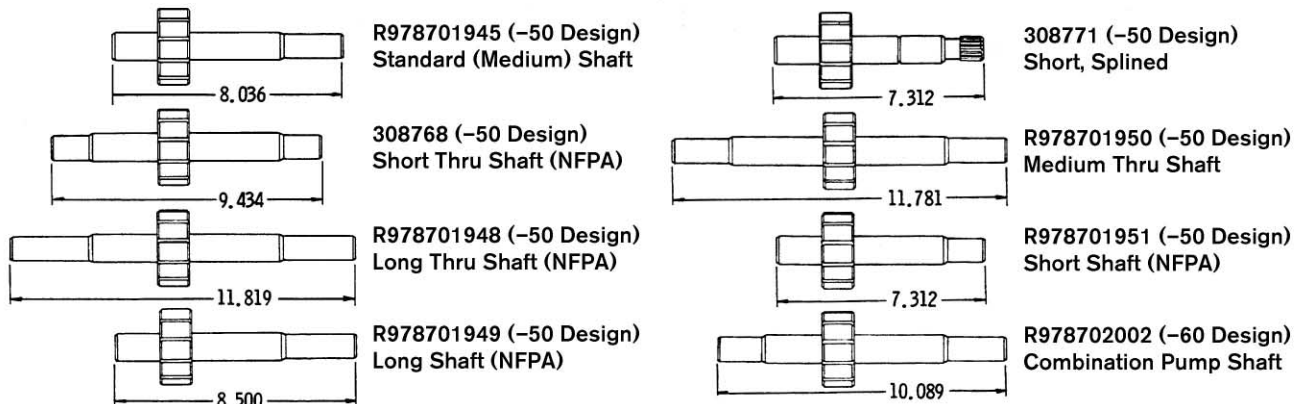 R978701945 (–50 Design)
Standard (Medium) Shaft
8.036
308768 (–50 Design)
Short Thru Shaft (NFPA)
9.434
R978701948 (–50 Design)
Long Thru Shaft (NFPA)
11.819
R978701949 (–50 Design)
Long Shaft (NFPA)
8.500
308771 (–50 Design)
Short, Splined
7.312
R978701950 (–50 Design)
Medium Thru Shaft
11.781
R978701951 (–50 Design)
Short Shaft (NFPA)
7.312
R978702002 (–60 Design)
Combination Pump Shaft
10.089